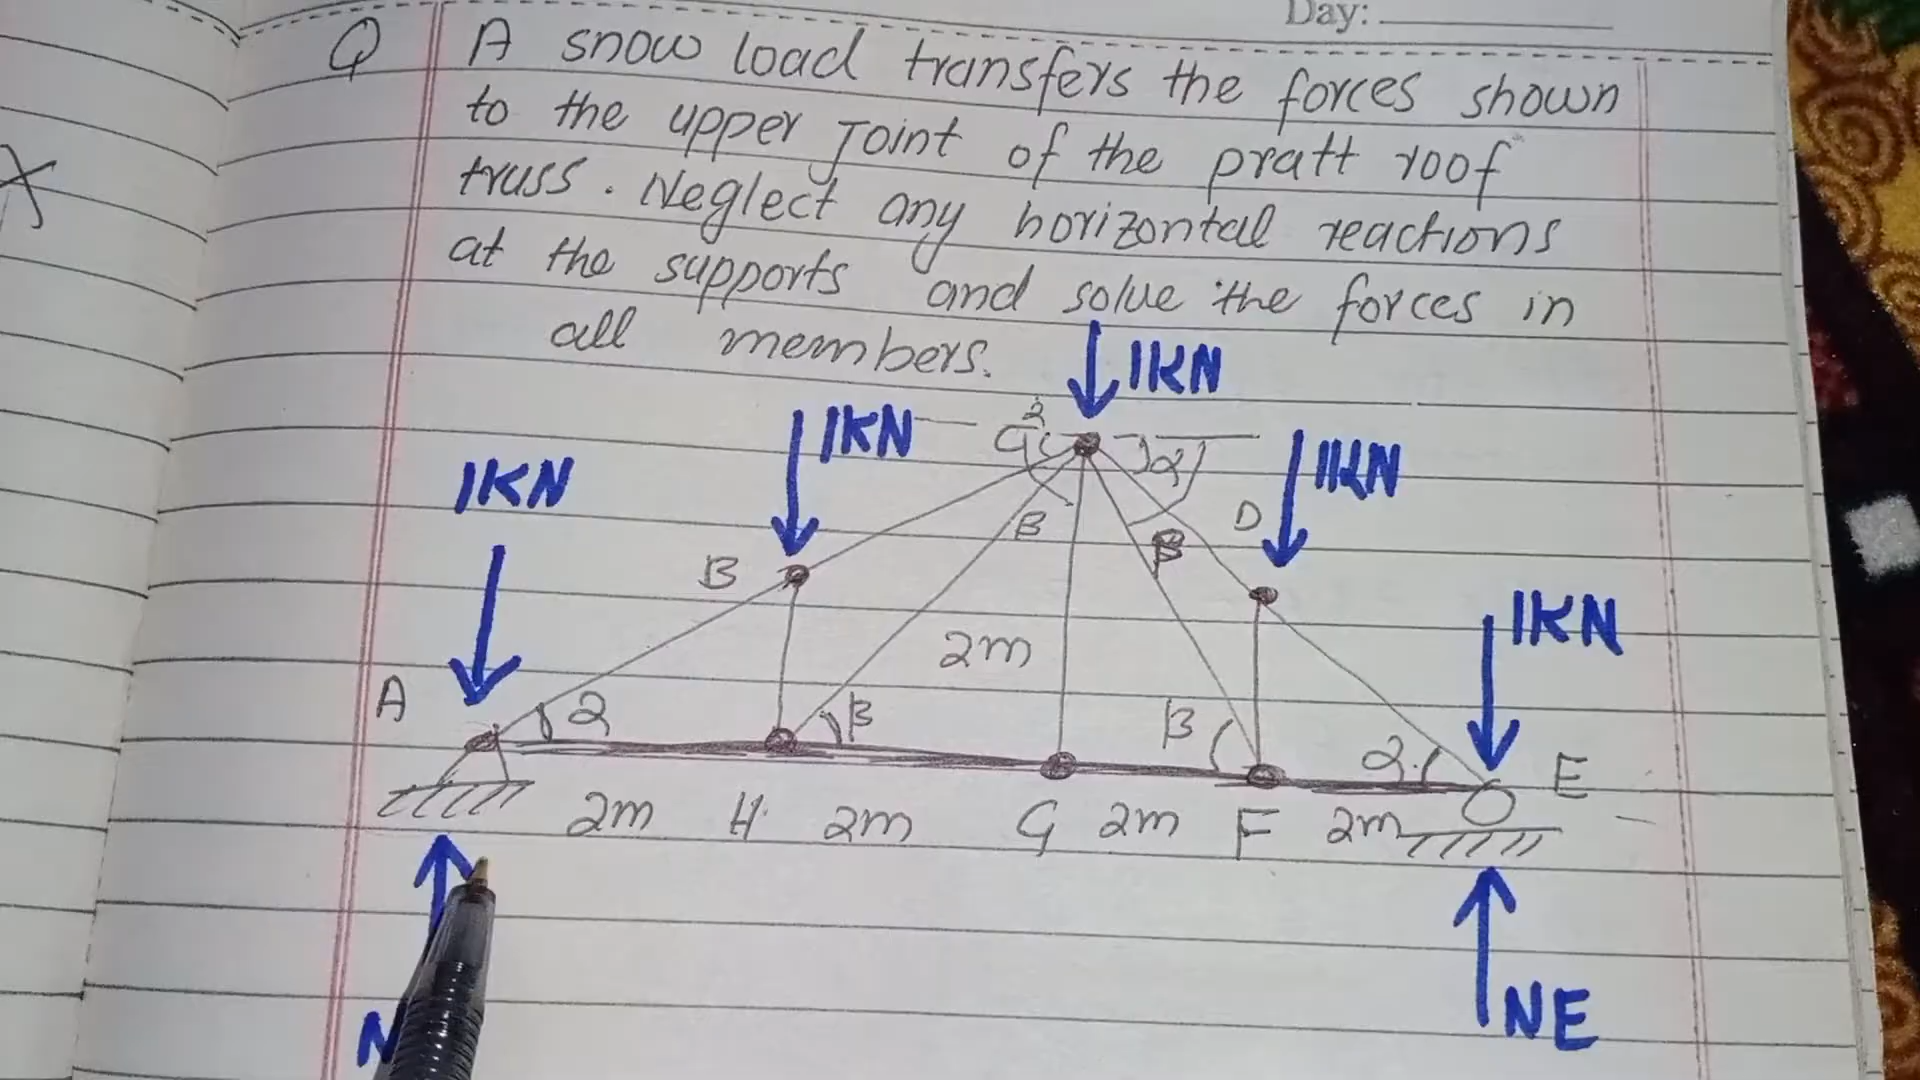 Day:
Q A snow load transfers the forces shown
to the upper Joint of the pratt roof
truss. Neglect any horizontal reactions
at the supports and solve the forces in
all members.
1KN
1KN
1KN
1KN
1KN
B
D
B
β
2m
A
2
β
β
2
E
2m H 2m G 2m F 2m
N
NE